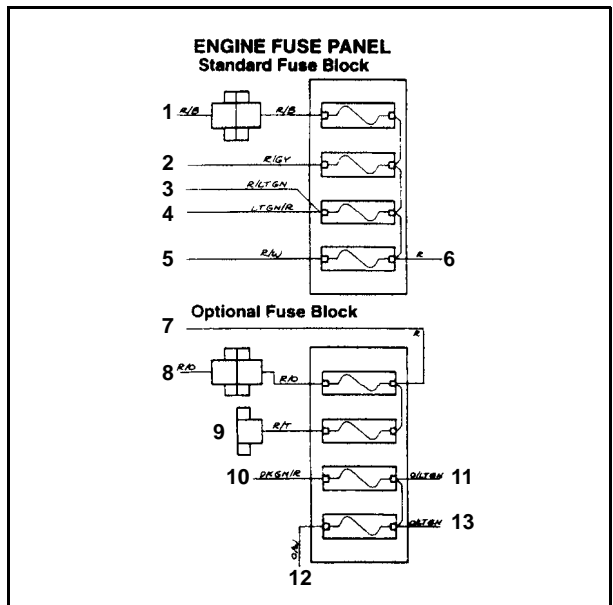 ENGINE FUSE PANEL
Standard Fuse Block
1 R/B R/B
2 R/GY
3 R/LTGN
4 LTGN/R
5 R/W R 6
Optional Fuse Block
7 R
8 R/O R/O
9 R/T
10 DKGN/R O/LTGN 11
O/LTGN 13
O/W
12